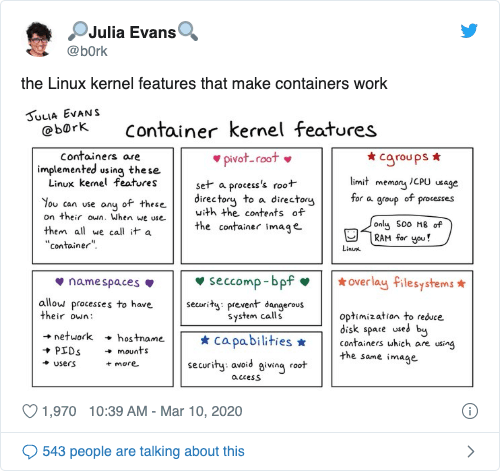 🔎Julia Evans🔍
@b0rk
the Linux kernel features that make containers work
JULIA EVANS
@b0rk
container kernel features
Containers are
implemented using these
Linux kernel features
You can use any of these
on their own. When we use
them all we call it a
"container".
♥ pivot_root ♥
set a process's root
directory to a directory
with the contents of
the container image
★ cgroups ★
limit memory/CPU usage
for a group of processes
only 500 MB of
RAM for you!
Linux
♥ namespaces ♥
allow processes to have
their own:
→ network → hostname
→ PIDs → mounts
→ users + more
♥ seccomp-bpf ♥
security: prevent dangerous
system calls
★ capabilities ★
security: avoid giving root
access
★ overlay filesystems ★
optimization to reduce
disk space used by
containers which are using
the same image
1,970 10:39 AM - Mar 10, 2020
543 people are talking about this